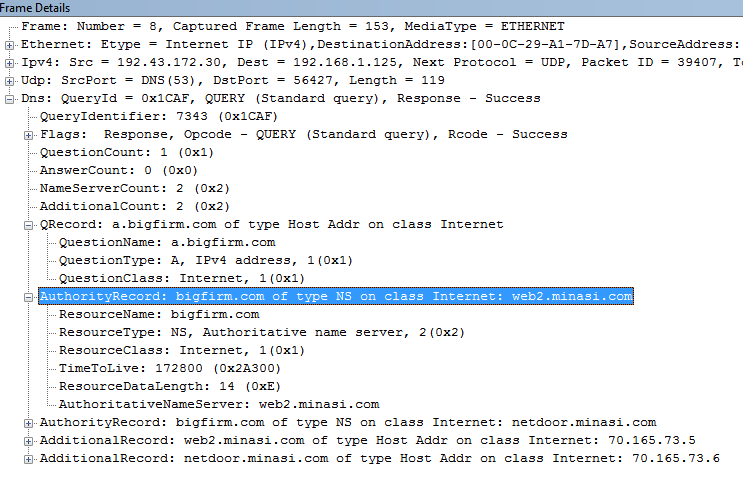 Frame Details
Frame: Number = 8, Captured Frame Length = 153, MediaType = ETHERNET
Ethernet: Etype = Internet IP (IPv4),DestinationAddress:[00-0C-29-A1-7D-A7],SourceAddress:
Ipv4: Src = 192.43.172.30, Dest = 192.168.1.125, Next Protocol = UDP, Packet ID = 39407, To
Udp: SrcPort = DNS(53), DstPort = 56427, Length = 119
Dns: QueryId = 0x1CAF, QUERY (Standard query), Response - Success
QueryIdentifier: 7343 (0x1CAF)
Flags:  Response, Opcode - QUERY (Standard query), Rcode - Success
QuestionCount: 1 (0x1)
AnswerCount: 0 (0x0)
NameServerCount: 2 (0x2)
AdditionalCount: 2 (0x2)
QRecord: a.bigfirm.com of type Host Addr on class Internet
QuestionName: a.bigfirm.com
QuestionType: A, IPv4 address, 1(0x1)
QuestionClass: Internet, 1(0x1)
AuthorityRecord: bigfirm.com of type NS on class Internet: web2.minasi.com
ResourceName: bigfirm.com
ResourceType: NS, Authoritative name server, 2(0x2)
ResourceClass: Internet, 1(0x1)
TimeToLive: 172800 (0x2A300)
ResourceDataLength: 14 (0xE)
AuthoritativeNameServer: web2.minasi.com
AuthorityRecord: bigfirm.com of type NS on class Internet: netdoor.minasi.com
AdditionalRecord: web2.minasi.com of type Host Addr on class Internet: 70.165.73.5
AdditionalRecord: netdoor.minasi.com of type Host Addr on class Internet: 70.165.73.6